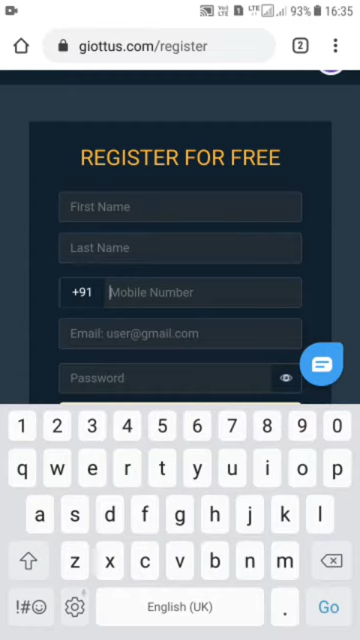 LTE 93% 16:35
giottus.com/register 2
REGISTER FOR FREE
First Name
Last Name
+91 Mobile Number
Email: user@gmail.com
Password
1 2 3 4 5 6 7 8 9 0
q w e r t y u i o p
a s d f g h j k l
z x c v b n m
!#☺ English (UK) . Go